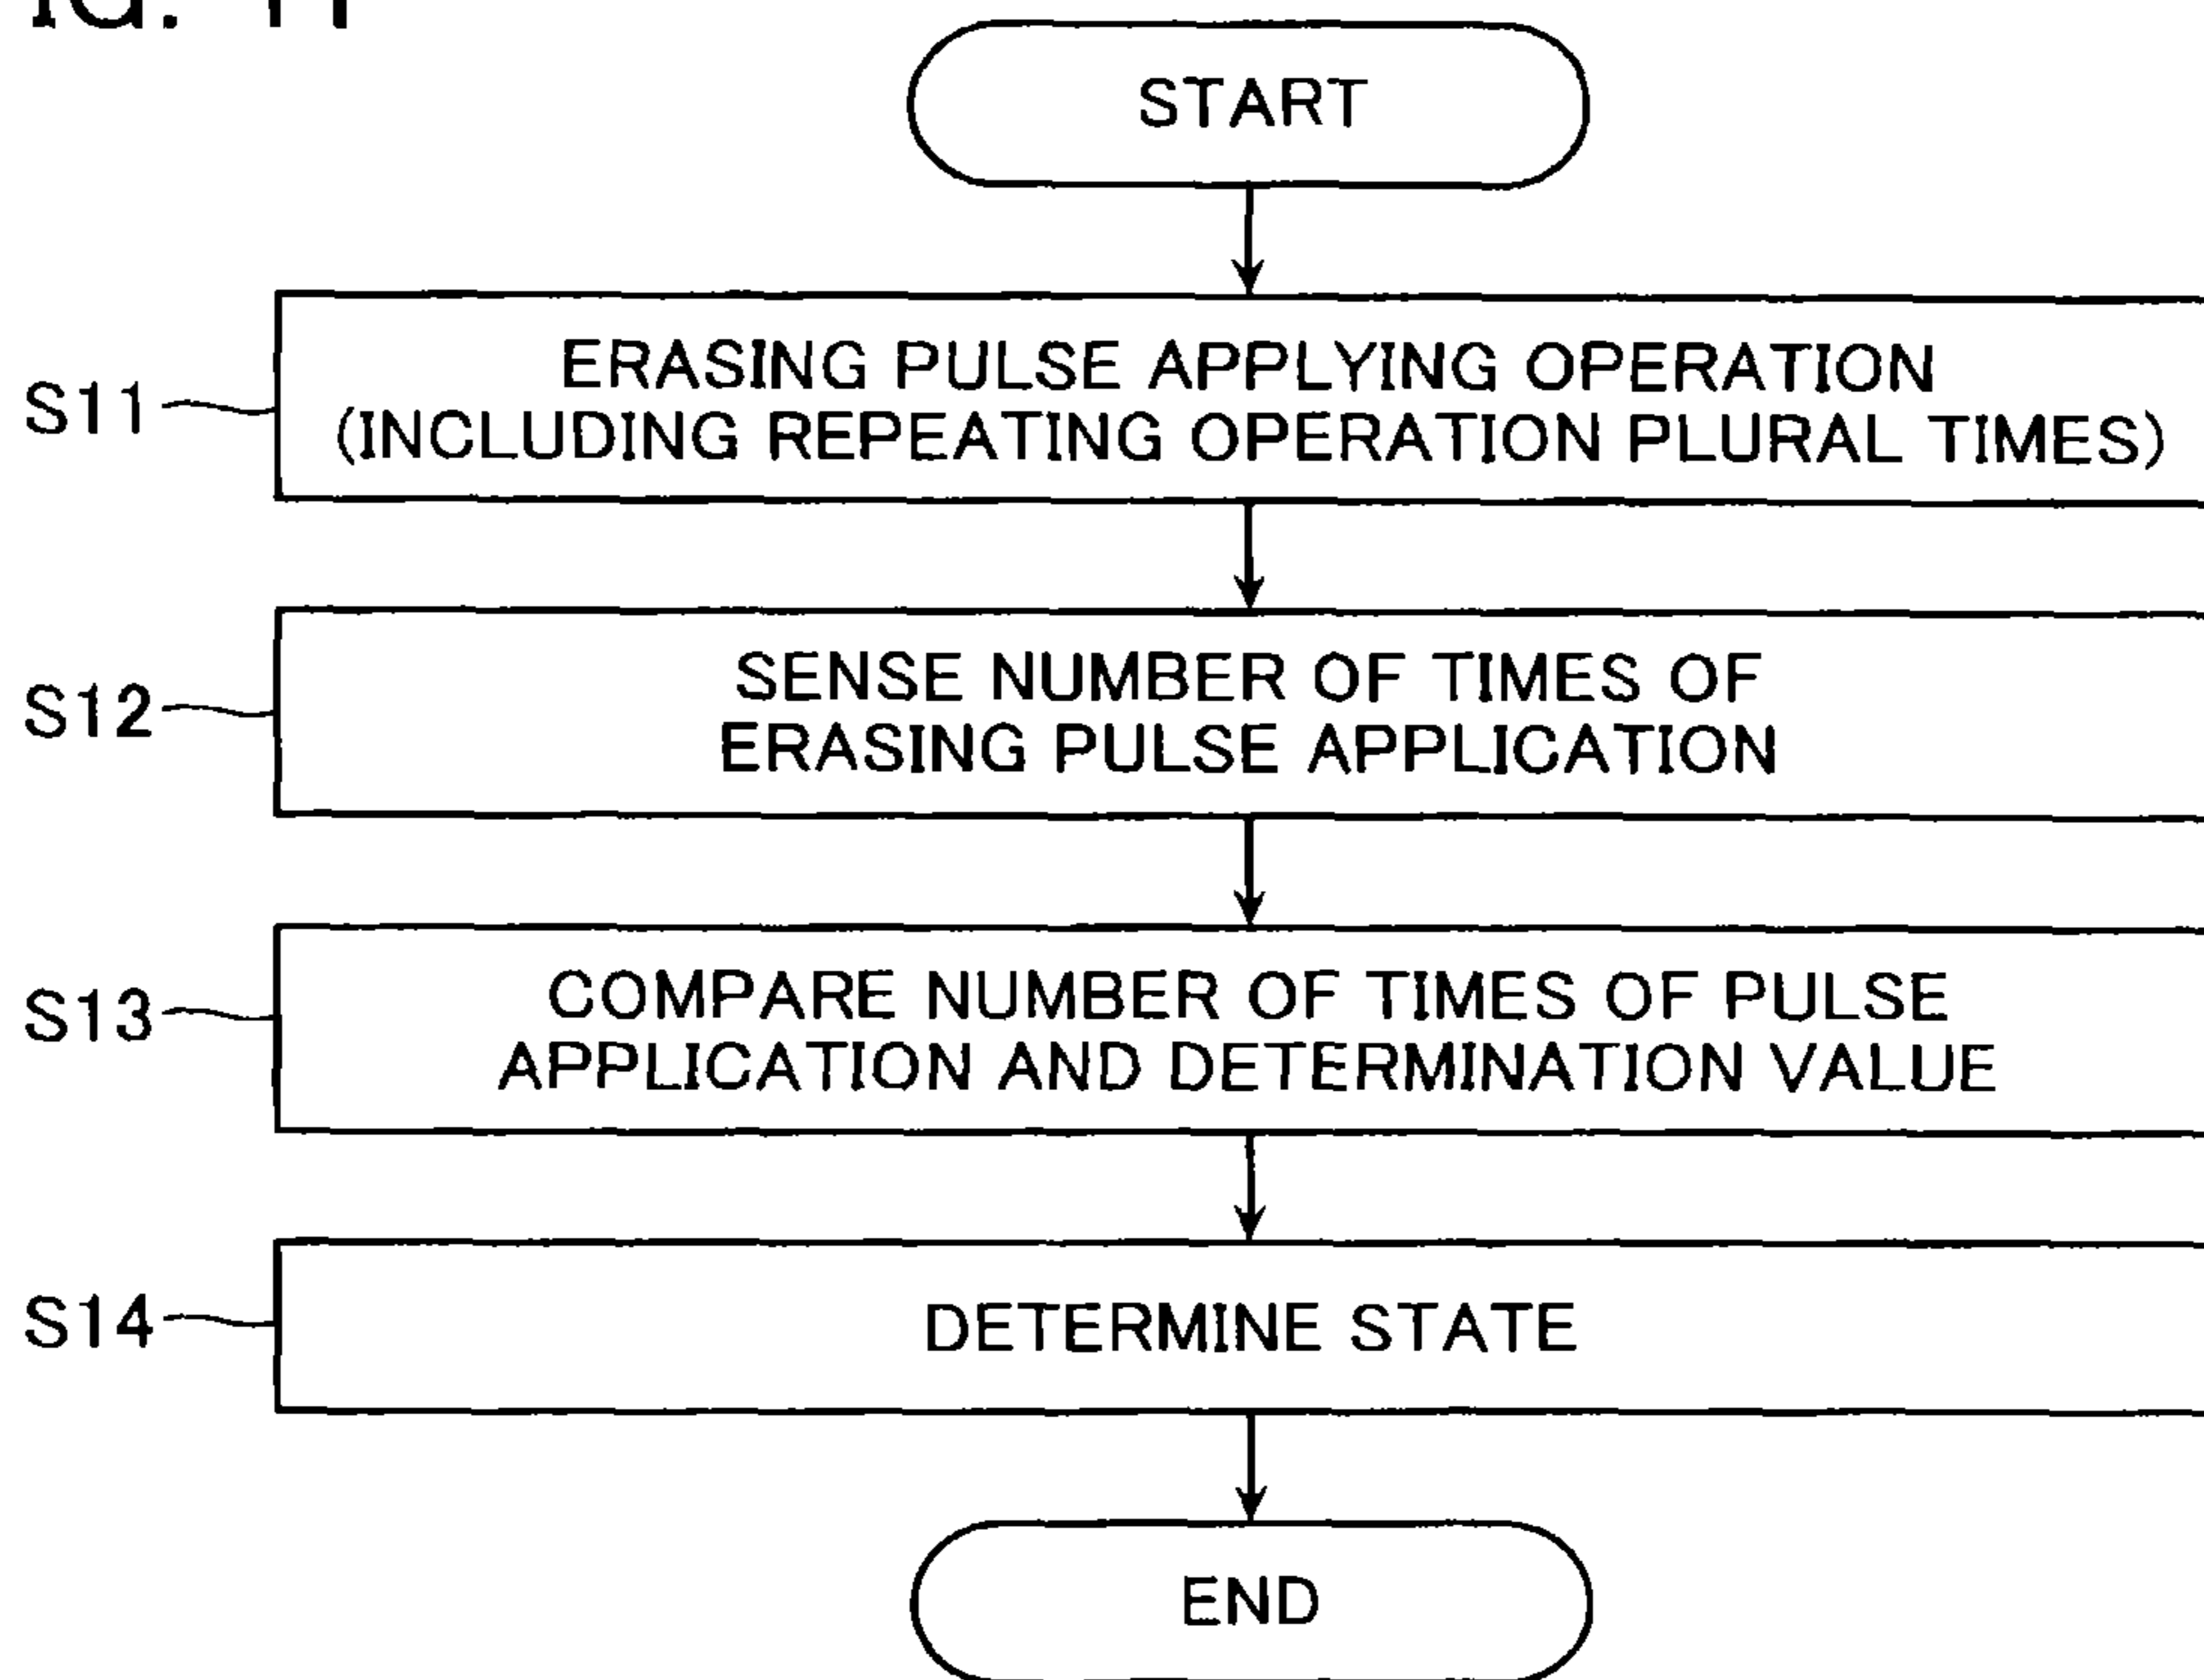 START
S11
ERASING PULSE APPLYING OPERATION
(INCLUDING REPEATING OPERATION PLURAL TIMES)
S12
SENSE NUMBER OF TIMES OF
ERASING PULSE APPLICATION
S13
COMPARE NUMBER OF TIMES OF PULSE
APPLICATION AND DETERMINATION VALUE
S14
DETERMINE STATE
END